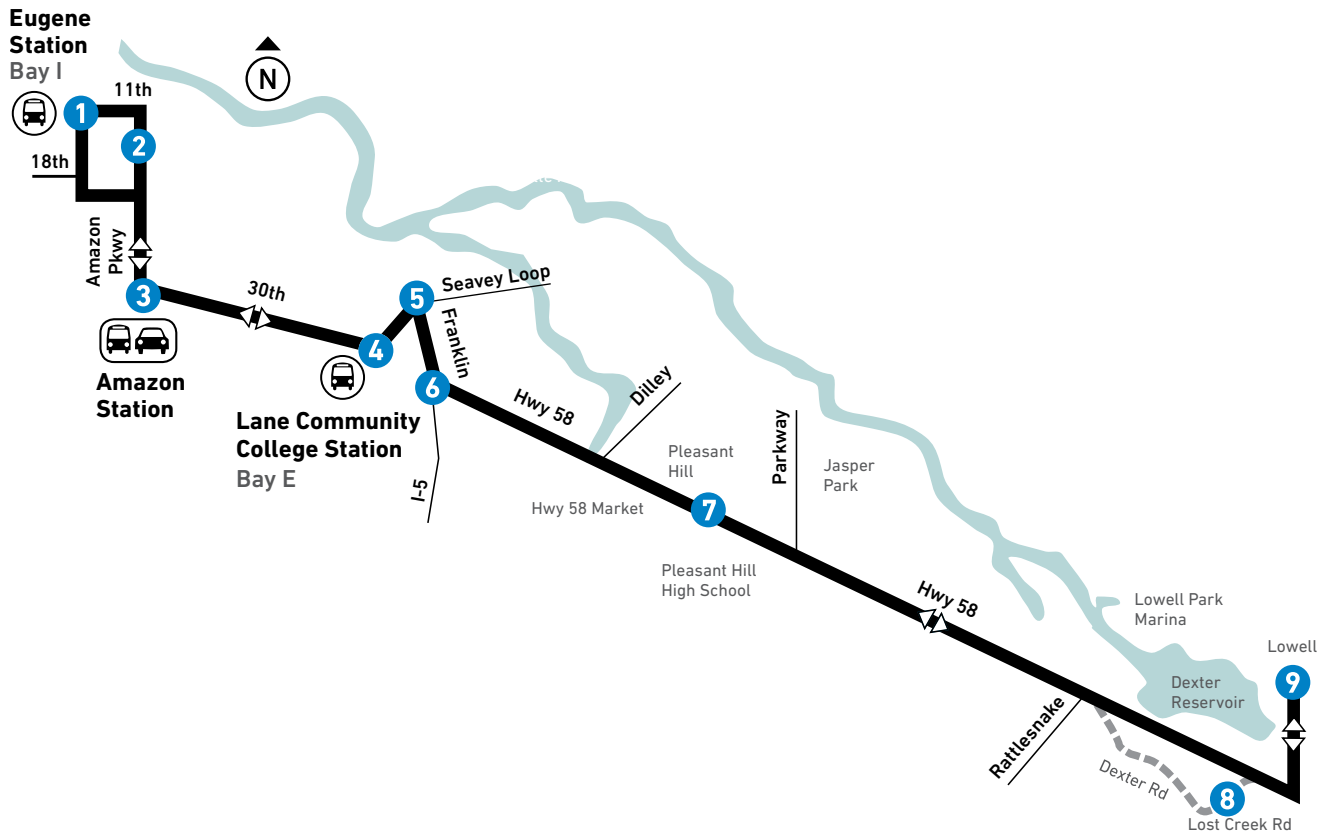 Eugene
Station
Bay I
N
11th
1
2
18th
Amazon
Pkwy
3
30th
Amazon
Station
4
5
Seavey Loop
Franklin
6
Lane Community
College Station
Bay E
I-5
Hwy 58
Dilley
Pleasant
Hill
Hwy 58 Market
7
Parkway
Jasper
Park
Pleasant Hill
High School
Hwy 58
Lowell Park
Marina
Lowell
9
Dexter
Reservoir
Rattlesnake
Dexter Rd
8
Lost Creek Rd